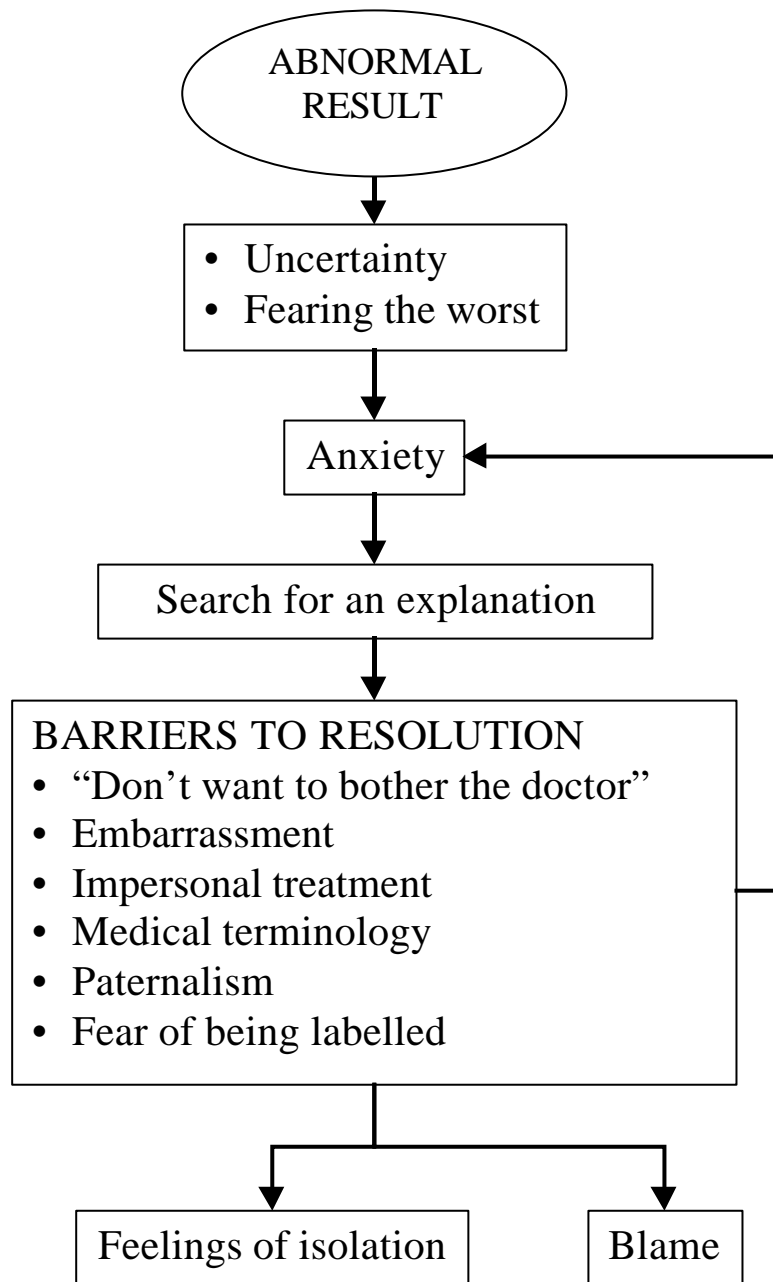 ABNORMAL
RESULT
• Uncertainty
• Fearing the worst
Anxiety
Search for an explanation
BARRIERS TO RESOLUTION
• “Don’t want to bother the doctor”
• Embarrassment
• Impersonal treatment
• Medical terminology
• Paternalism
• Fear of being labelled
Feelings of isolation
Blame